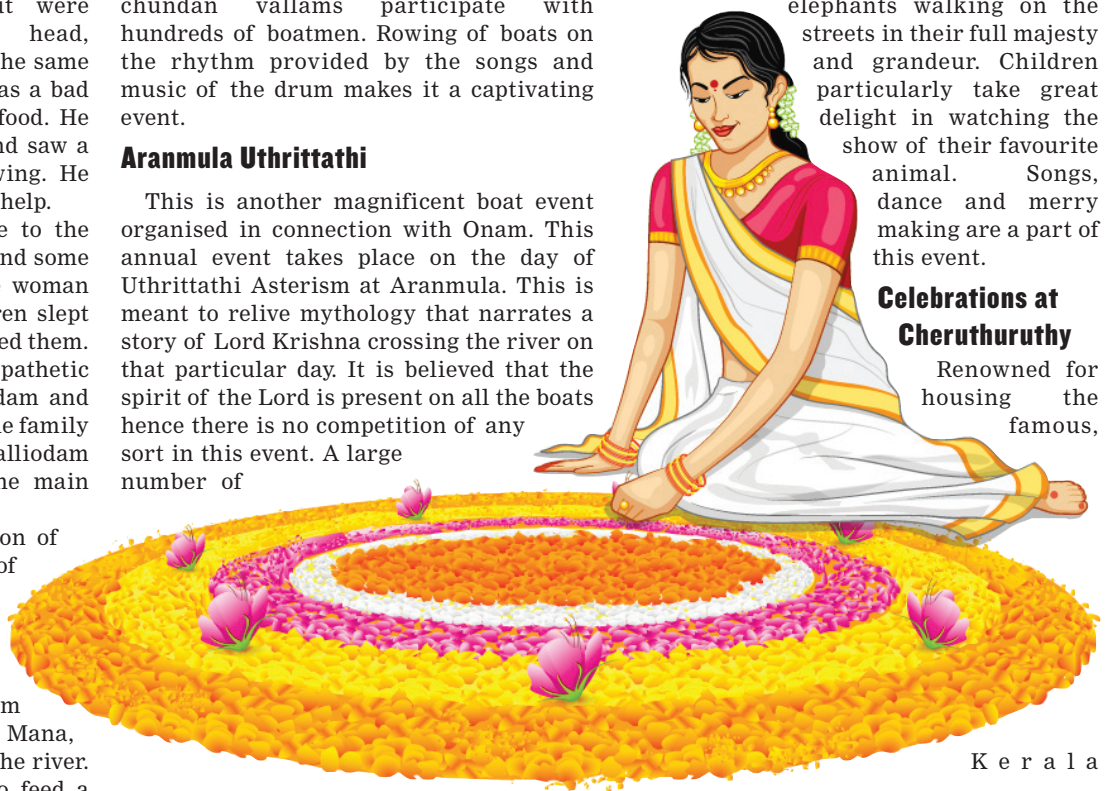 were
head,
he same
as a bad
food. He
nd saw a
ving. He
help.
e to the
nd some
woman
ren slept
ed them.
pathetic
dam and
e family
alliodam
he main
on of
of
m
Mana,
he river.
o feed a
chundan vallams participate with
hundreds of boatmen. Rowing of boats on
the rhythm provided by the songs and
music of the drum makes it a captivating
event.
Aranmula Uthrittathi
This is another magnificent boat event
organised in connection with Onam. This
annual event takes place on the day of
Uthrittathi Asterism at Aranmula. This is
meant to relive mythology that narrates a
story of Lord Krishna crossing the river on
that particular day. It is believed that the
spirit of the Lord is present on all the boats
hence there is no competition of any
sort in this event. A large
number of
elephants walking on the
streets in their full majesty
and grandeur. Children
particularly take great
delight in watching the
show of their favourite
animal. Songs,
dance and merry
making are a part of
this event.
Celebrations at
Cheruthuruthy
Renowned for
housing the
famous,
Kerala